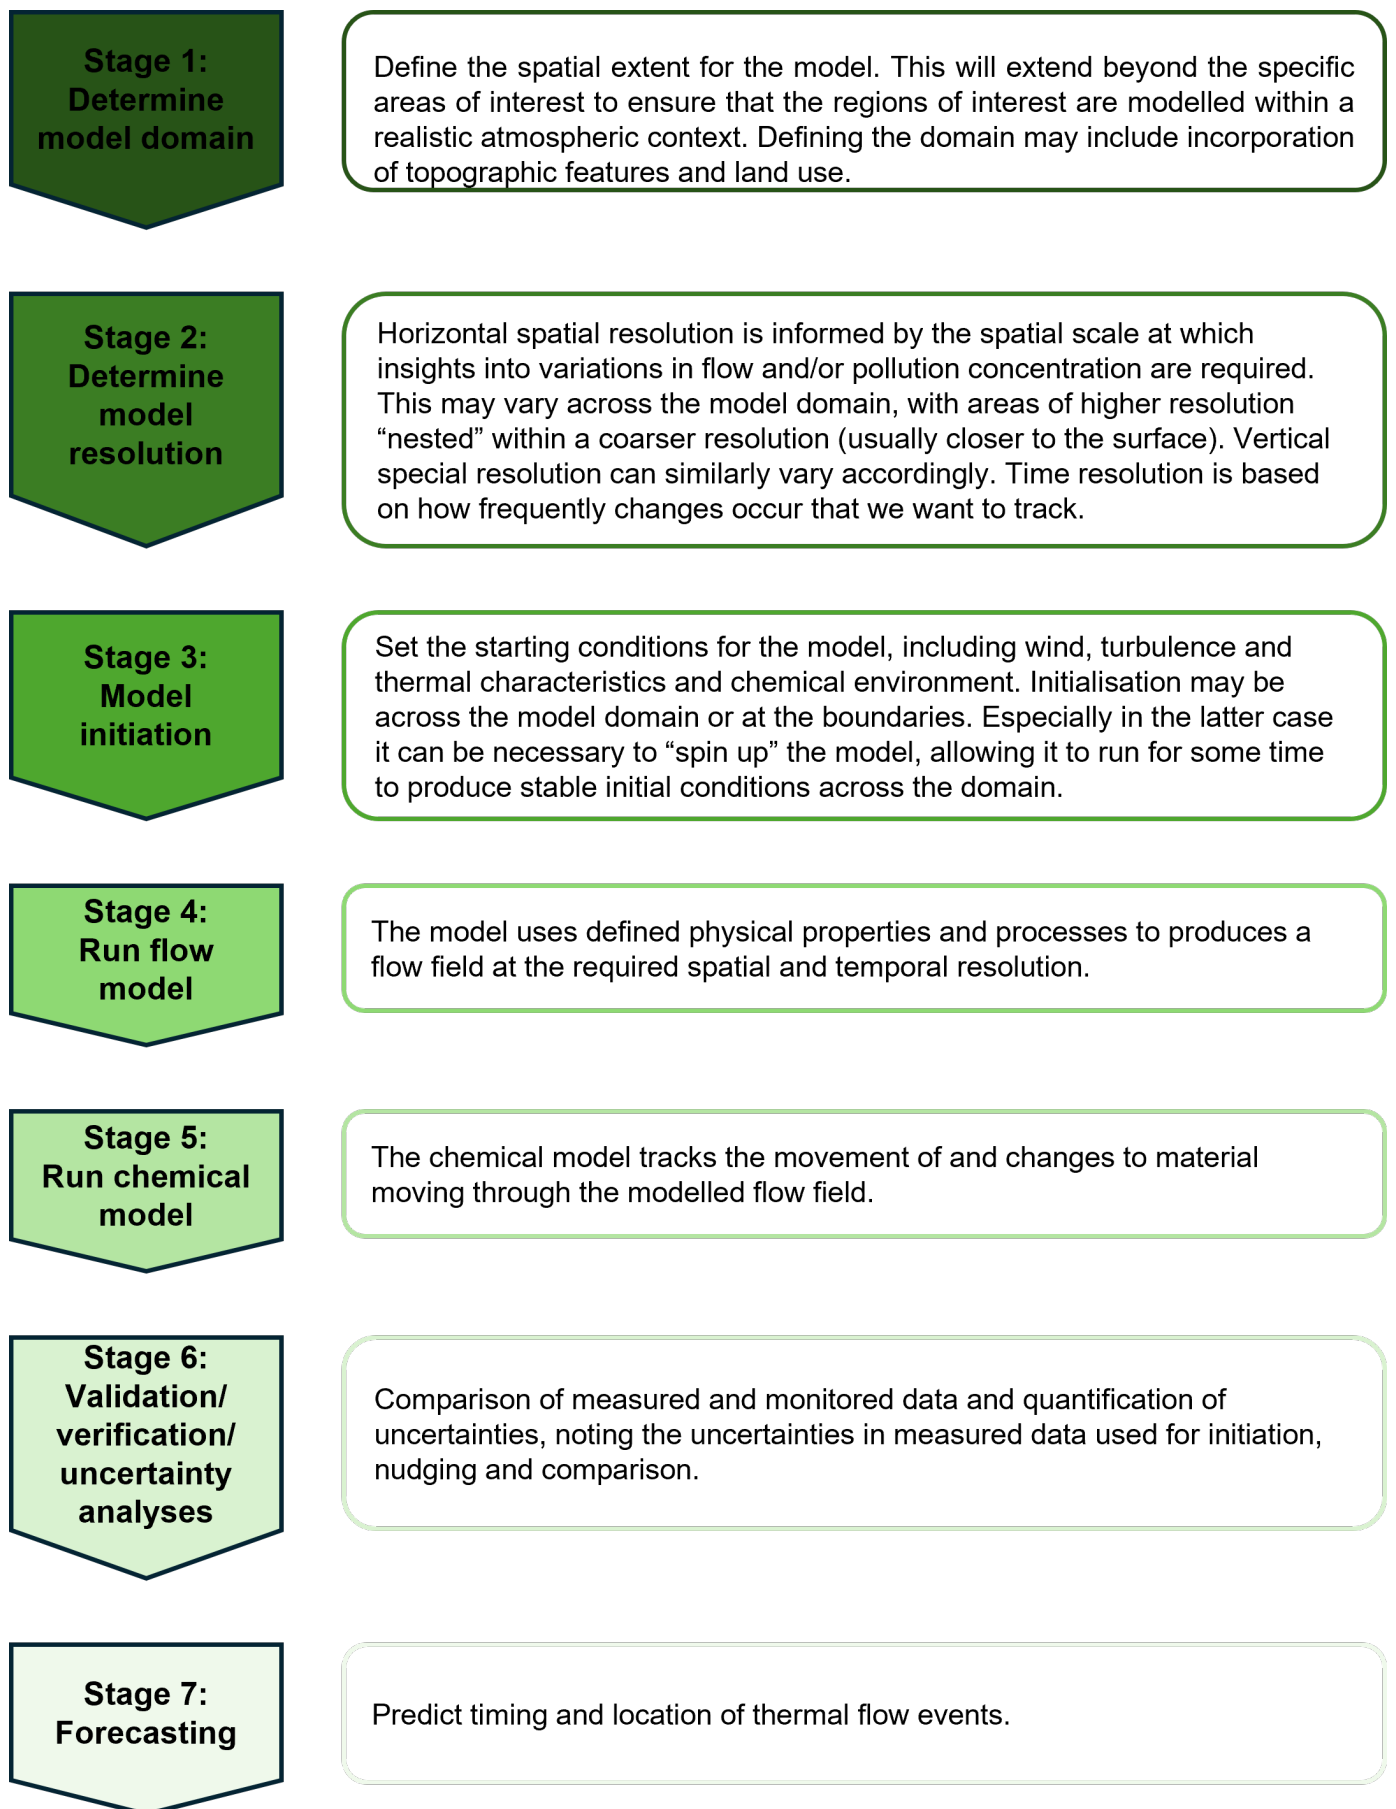 Stage 1:
Determine
model domain
Define the spatial extent for the model. This will extend beyond the specific
areas of interest to ensure that the regions of interest are modelled within a
realistic atmospheric context. Defining the domain may include incorporation
of topographic features and land use.
Stage 2:
Determine
model
resolution
Horizontal spatial resolution is informed by the spatial scale at which
insights into variations in flow and/or pollution concentration are required.
This may vary across the model domain, with areas of higher resolution
“nested” within a coarser resolution (usually closer to the surface). Vertical
special resolution can similarly vary accordingly. Time resolution is based
on how frequently changes occur that we want to track.
Stage 3:
Model
initiation
Set the starting conditions for the model, including wind, turbulence and
thermal characteristics and chemical environment. Initialisation may be
across the model domain or at the boundaries. Especially in the latter case
it can be necessary to “spin up” the model, allowing it to run for some time
to produce stable initial conditions across the domain.
Stage 4:
Run flow
model
The model uses defined physical properties and processes to produces a
flow field at the required spatial and temporal resolution.
Stage 5:
Run chemical
model
The chemical model tracks the movement of and changes to material
moving through the modelled flow field.
Stage 6:
Validation/
verification/
uncertainty
analyses
Comparison of measured and monitored data and quantification of
uncertainties, noting the uncertainties in measured data used for initiation,
nudging and comparison.
Stage 7:
Forecasting
Predict timing and location of thermal flow events.